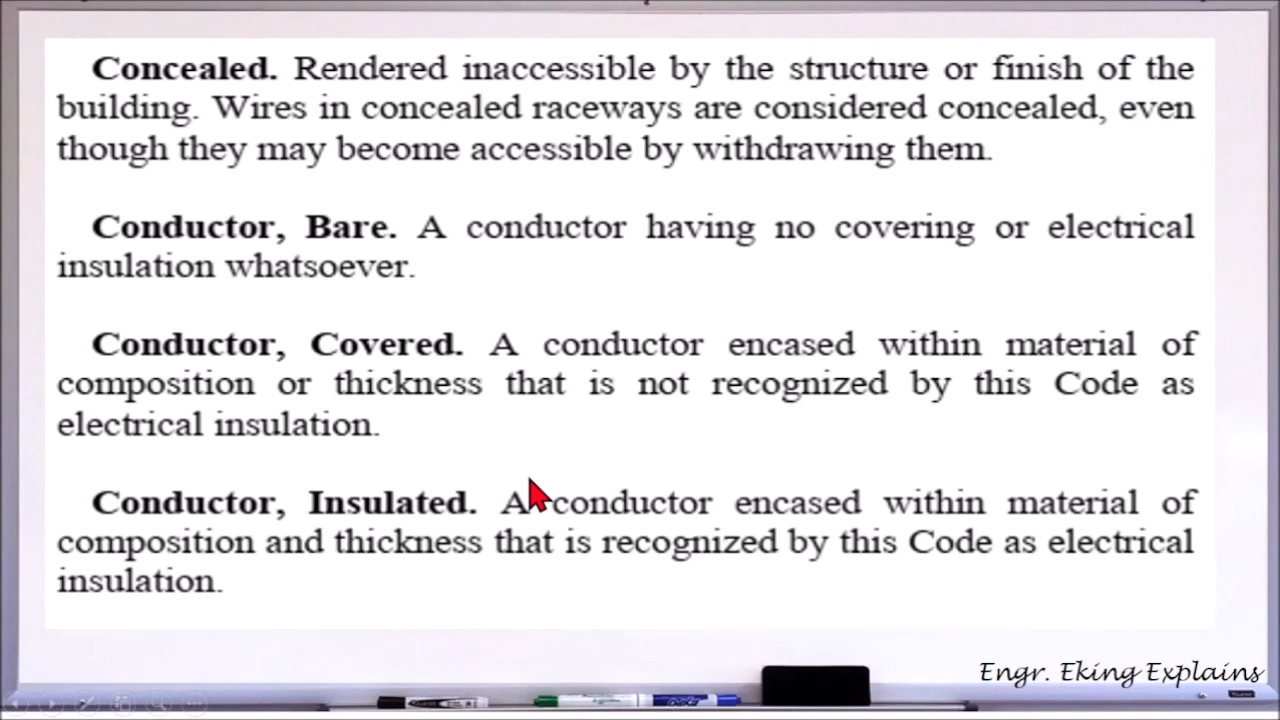 Concealed. Rendered inaccessible by the structure or finish of the
building. Wires in concealed raceways are considered concealed, even
though they may become accessible by withdrawing them.
Conductor, Bare. A conductor having no covering or electrical
insulation whatsoever.
Conductor, Covered. A conductor encased within material of
composition or thickness that is not recognized by this Code as
electrical insulation.
Conductor, Insulated. A conductor encased within material of
composition and thickness that is recognized by this Code as electrical
insulation.
Engr. Eking Explains